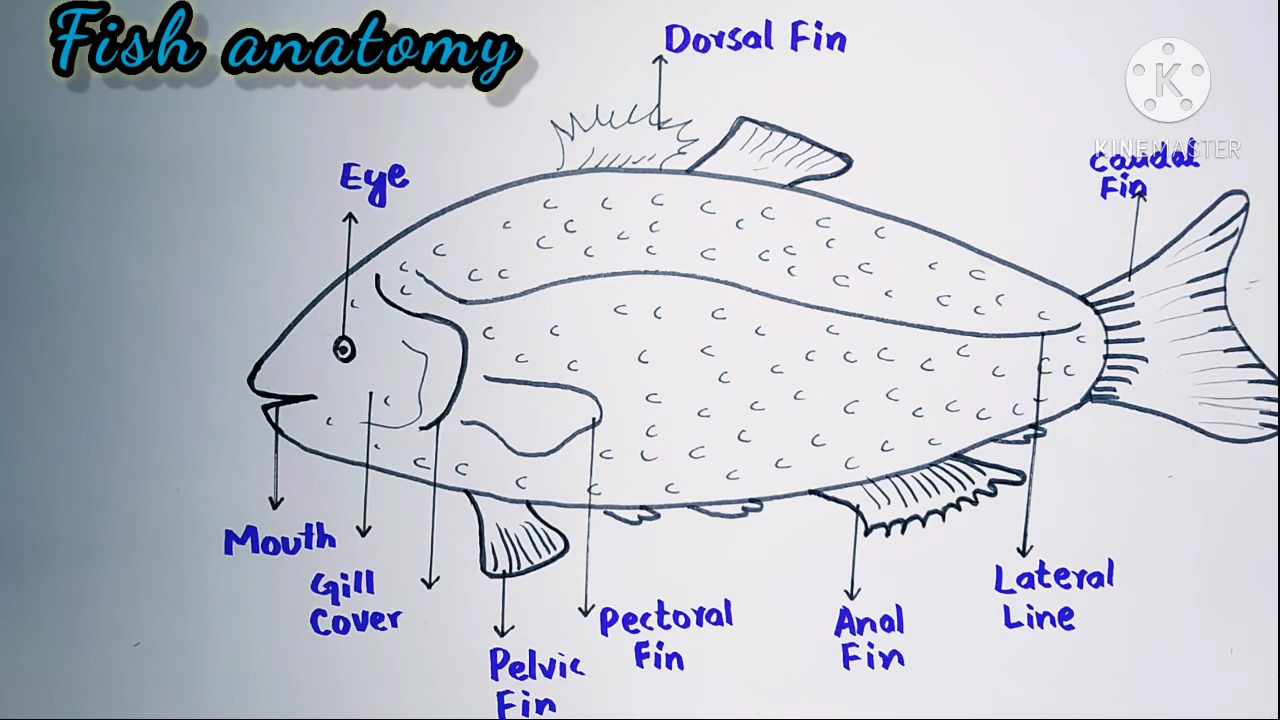 Fish anatomy
Dorsal Fin
K
KINEMASTER
Caudal
Fin
Eye
Mouth
Gill
Cover
Pelvic
Fin
Pectoral
Fin
Anal
Fin
Lateral
Line